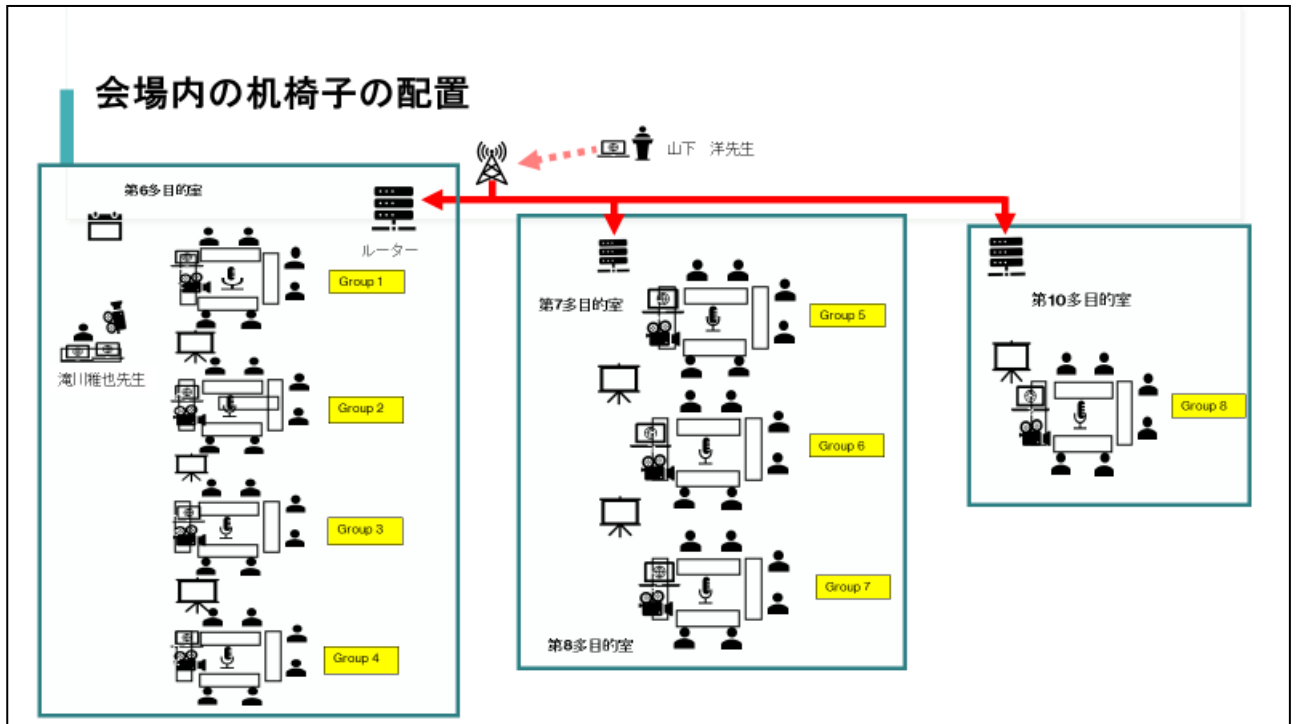 会場内の机椅子の配置
山下 洋先生
第6多目的室
ルーター
Group 1
滝川雅也先生
Group 2
Group 3
Group 4
第7多目的室
Group 5
Group 6
Group 7
第8多目的室
第10多目的室
Group 8